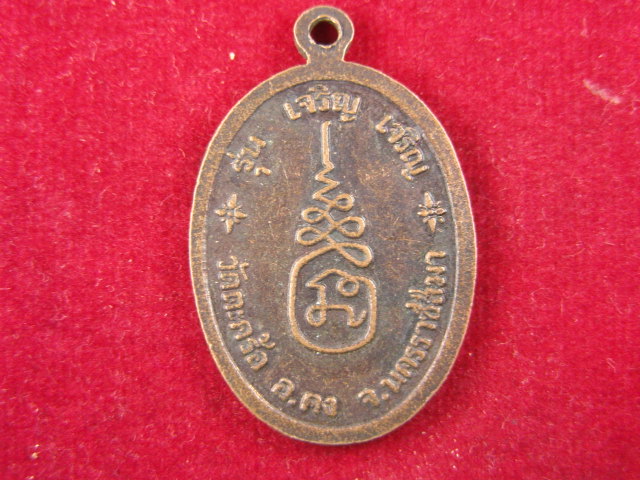 รุ่น เจริญ เจริญ
วัดตะคร้อ อ.คง จ.นครราชสีมา